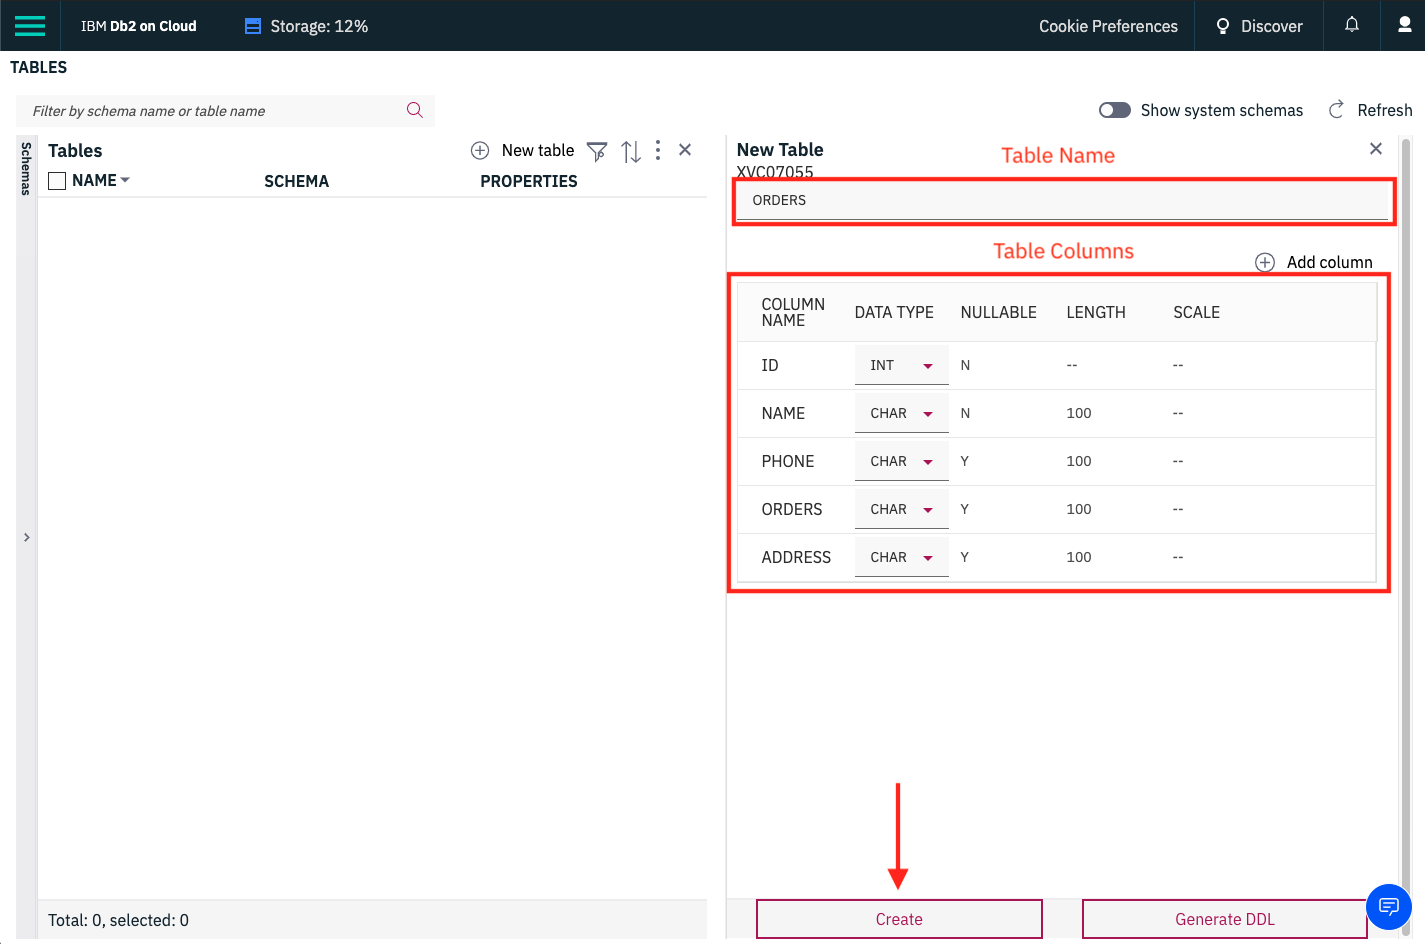 IBM Db2 on Cloud
Storage: 12%
Cookie Preferences
Discover
TABLES
Filter by schema name or table name
Show system schemas
Refresh
Schemas
Tables
New table
NAME
SCHEMA
PROPERTIES
Total: 0, selected: 0
New Table
Table Name
XVC07055
ORDERS
Table Columns
Add column
COLUMN NAME DATA TYPE NULLABLE LENGTH SCALE
ID INT N -- --
NAME CHAR N 100 --
PHONE CHAR Y 100 --
ORDERS CHAR Y 100 --
ADDRESS CHAR Y 100 --
Create
Generate DDL